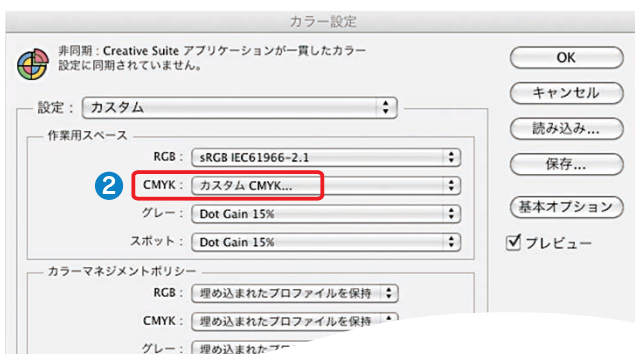 カラー設定
非同期 : Creative Suite アプリケーションが一貫したカラー
設定に同期されていません。
OK
キャンセル
読み込み...
保存...
基本オプション
プレビュー
設定 : カスタム
作業用スペース
RGB : sRGB IEC61966-2.1
2 CMYK : カスタム CMYK...
グレー : Dot Gain 15%
スポット : Dot Gain 15%
カラーマネジメントポリシー
RGB : 埋め込まれたプロファイルを保持
CMYK : 埋め込まれたプロファイルを保持
グレー : 埋め込まれた